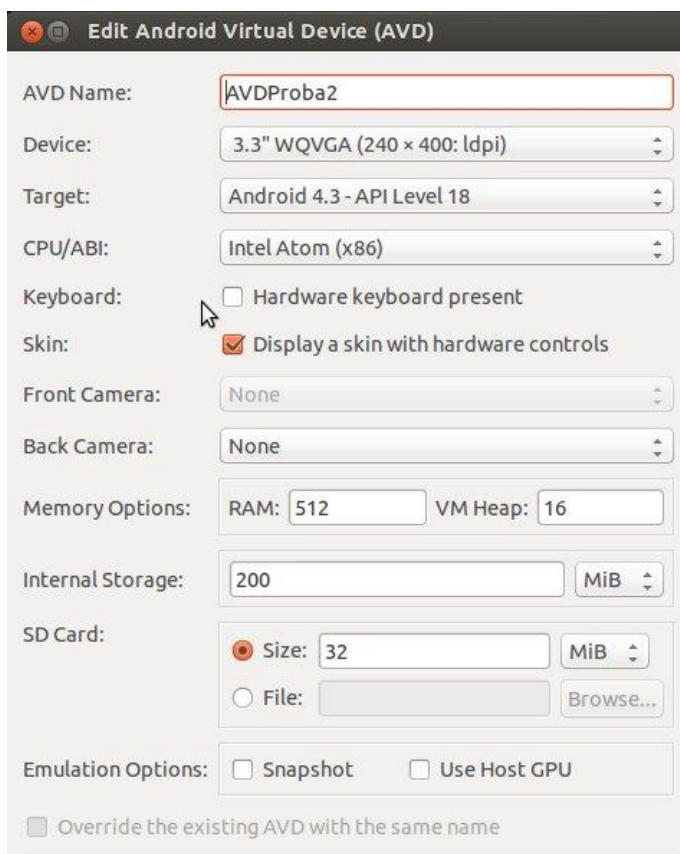 Edit Android Virtual Device (AVD)
AVD Name: AVDProba2
Device: 3.3" WQVGA (240 × 400: ldpi)
Target: Android 4.3 - API Level 18
CPU/ABI: Intel Atom (x86)
Keyboard: Hardware keyboard present
Skin: Display a skin with hardware controls
Front Camera: None
Back Camera: None
Memory Options: RAM: 512 VM Heap: 16
Internal Storage: 200 MiB
SD Card:
Size: 32 MiB
File: Browse...
Emulation Options: Snapshot Use Host GPU
Override the existing AVD with the same name